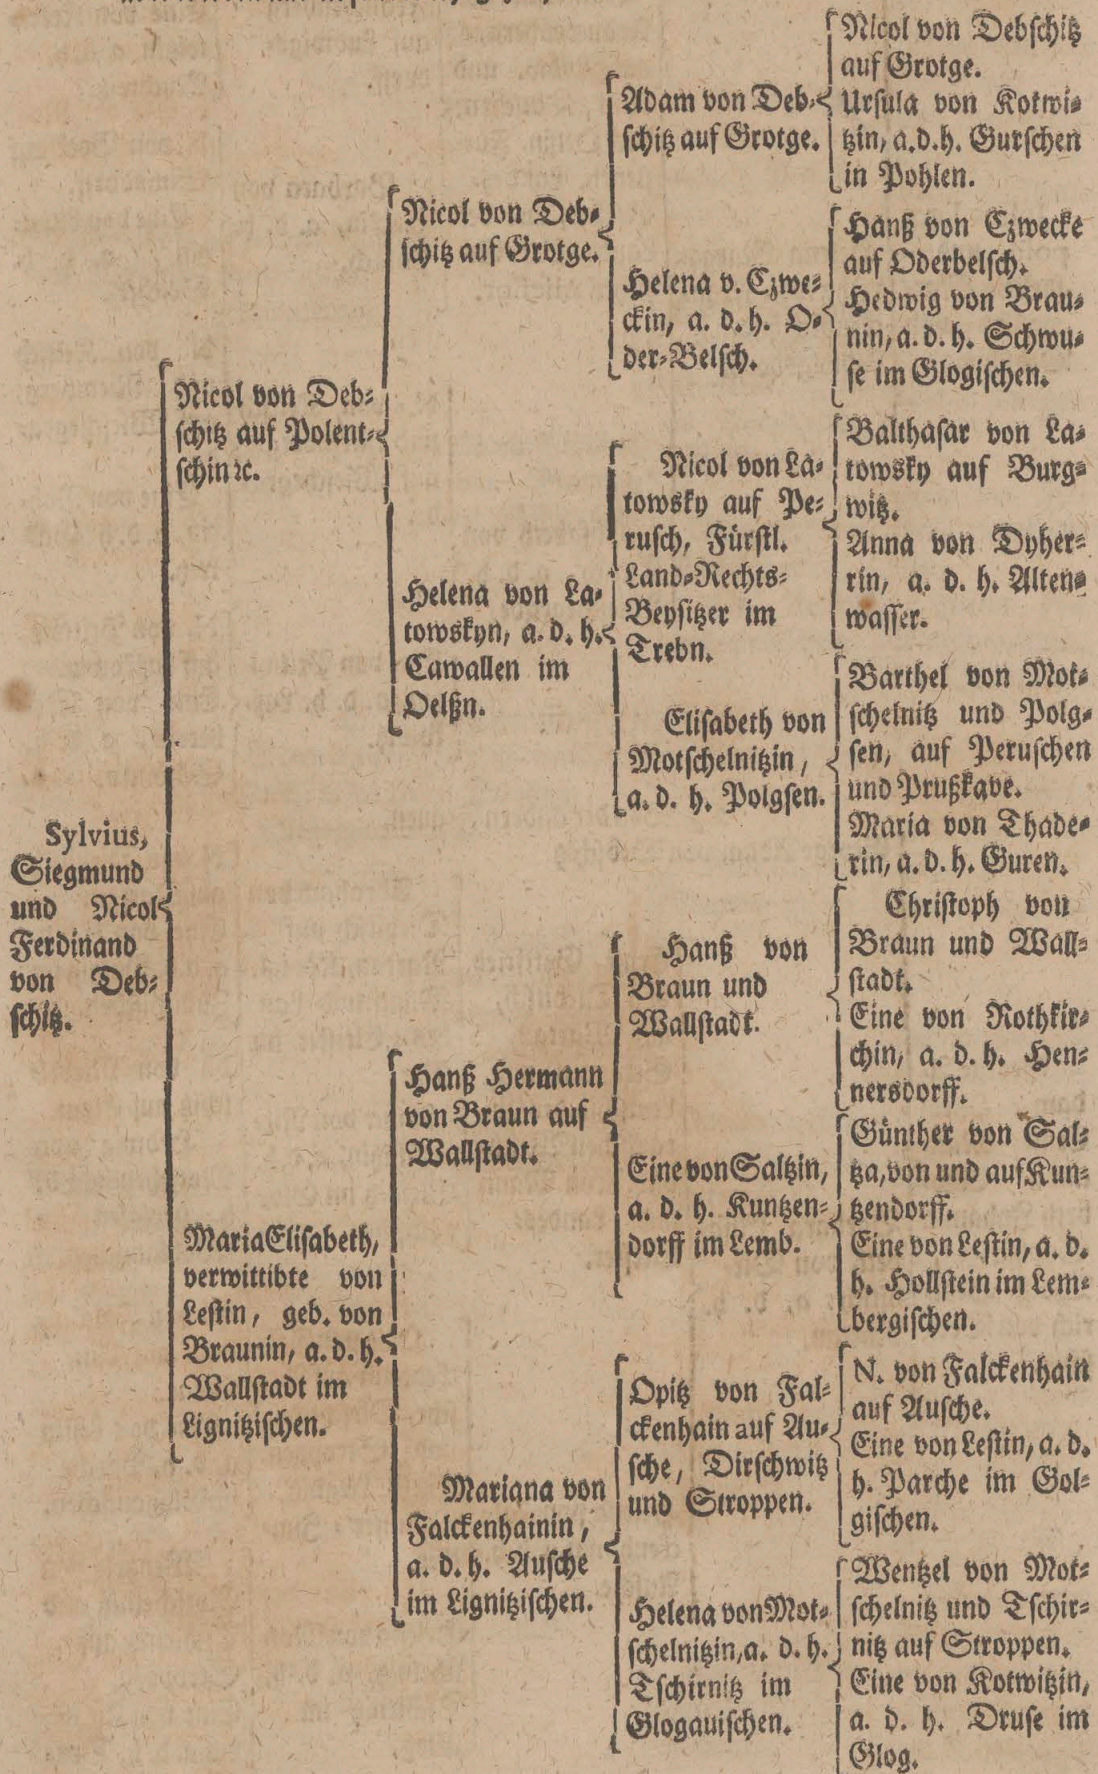 Sylvius,
Siegmund
und Nicol
Ferdinand
von Deb-
schitz.
Nicol von Deb-
schitz auf Polent-
schin ꝛc.
Maria Elisabeth,
verwittibte von
Lestin, geb. von
Braunin, a. d. h.
Wallstadt im
Lignitzischen.
Nicol von Deb-
schitz auf Grotge.
Helena von La-
towskyn, a. d. h.
Cawallen im
Oelßn.
Hanß Hermann
von Braun auf
Wallstadt.
Mariana von
Falckenhainin,
a. d. h. Ausche
im Lignitzischen.
Adam von Deb-
schitz auf Grotge.
Helena v. Czwe-
ckin, a. d. h. O-
der-Belsch.
Nicol von La-
towsky auf Pe-
rusch, Fürstl.
Land-Rechts-
Beysitzer im
Trebn.
Elisabeth von
Motschelnitzin,
a. d. h. Polgsen.
Hanß von
Braun und
Wallstadt.
Eine von Saltzin,
a. d. h. Kuntzen-
dorff im Lemb.
Opitz von Fal-
ckenhain auf Au-
sche, Dirschwitz
und Stroppen.
Helena von Mot-
schelnitzin, a. d. h.
Tschirnitz im
Glogauischen.
Nicol von Debschitz
auf Grotge.
Ursula von Kotwi-
tzin, a. d. h. Gurschen
in Pohlen.
Hanß von Czwecke
auf Oderbelsch.
Hedwig von Brau-
nin, a. d. h. Schwu-
se im Glogischen.
Balthasar von La-
towsky auf Burg-
witz.
Anna von Dyher-
rin, a. d. h. Alten-
wasser.
Barthel von Mot-
schelnitz und Polg-
sen, auf Peruschen
und Prußkave.
Maria von Thade-
rin, a. d. h. Guren.
Christoph von
Braun und Wall-
stadt.
Eine von Rothkir-
chin, a. d. h. Hen-
nersdorff.
Günther von Sal-
tza, von und auf Kun-
tzendorff.
Eine von Lestin, a. d.
h. Hollstein im Lem-
bergischen.
N. von Falckenhain
auf Ausche.
Eine von Lestin, a. d.
h. Parche im Gol-
gischen.
Wentzel von Mot-
schelnitz und Tschir-
nitz auf Stroppen.
Eine von Kotwitzin,
a. d. h. Druse im
Glog.